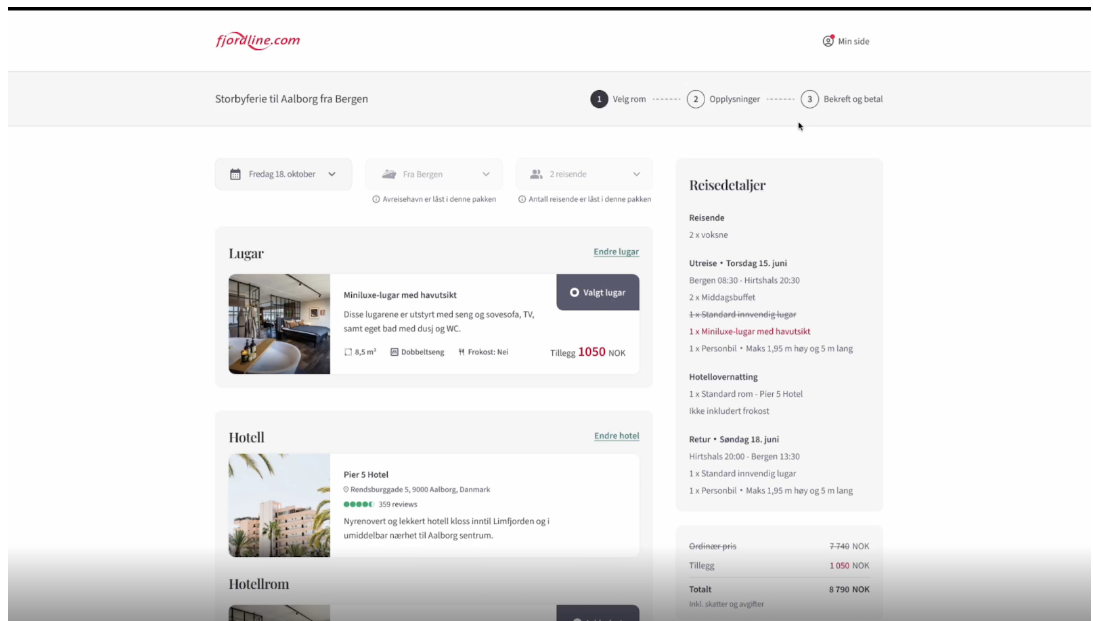 fjordline.com
Min side
Storbyferie til Aalborg fra Bergen
1 Velg rom
2 Opplysninger
3 Bekreft og betal
Fredag 18. oktober
Fra Bergen
2 reisende
Avreisehavn er låst i denne pakken
Antall reisende er låst i denne pakken
Lugar
Endre lugar
Miniluxe-lugar med havutsikt
Valgt lugar
Disse lugarene er utstyrt med seng og sovesofa, TV,
samt eget bad med dusj og WC.
8,5 m²
Dobbeltseng
Frokost: Nei
Tillegg 1050 NOK
Hotell
Endre hotel
Pier 5 Hotel
Rendsburggade 5, 9000 Aalborg, Danmark
359 reviews
Nyrenovert og lekkert hotell kloss inntil Limfjorden og i
umiddelbar nærhet til Aalborg sentrum.
Hotellrom
Reisedetaljer
Reisende
2 x voksne
Utreise • Torsdag 15. juni
Bergen 08:30 - Hirtshals 20:30
2 x Middagsbuffet
1 x Standard innvendig lugar
1 x Miniluxe-lugar med havutsikt
1 x Personbil • Maks 1,95 m høy og 5 m lang
Hotellovernatting
1 x Standard rom - Pier 5 Hotel
Ikke inkludert frokost
Retur • Søndag 18. juni
Hirtshals 20:00 - Bergen 13:30
1 x Standard innvendig lugar
1 x Personbil • Maks 1,95 m høy og 5 m lang
Ordinær pris 7 740 NOK
Tillegg 1 050 NOK
Totalt 8 790 NOK
Inkl. skatter og avgifter